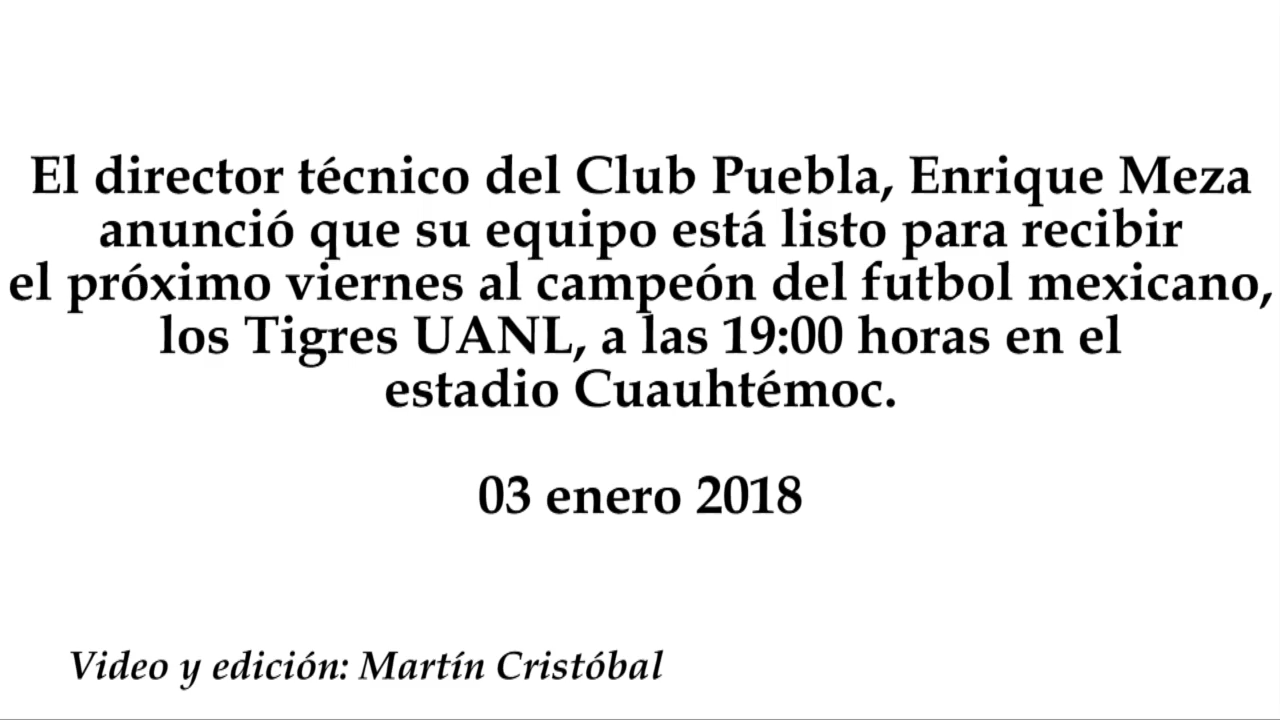 El director técnico del Club Puebla, Enrique Meza
anunció que su equipo está listo para recibir
el próximo viernes al campeón del futbol mexicano,
los Tigres UANL, a las 19:00 horas en el
estadio Cuauhtémoc.
03 enero 2018
Video y edición: Martín Cristóbal